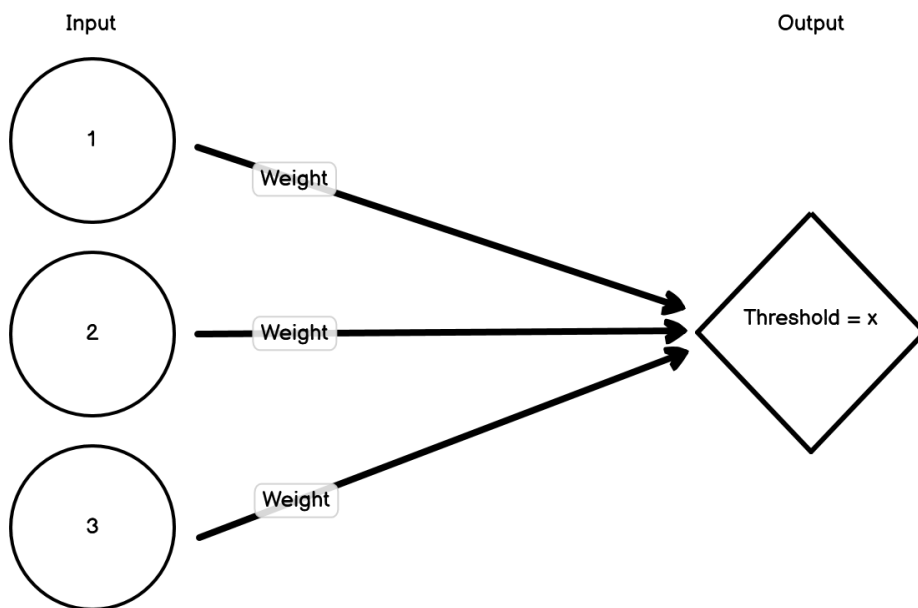 Input
Output
1
Weight
2
Weight
Threshold = x
3
Weight